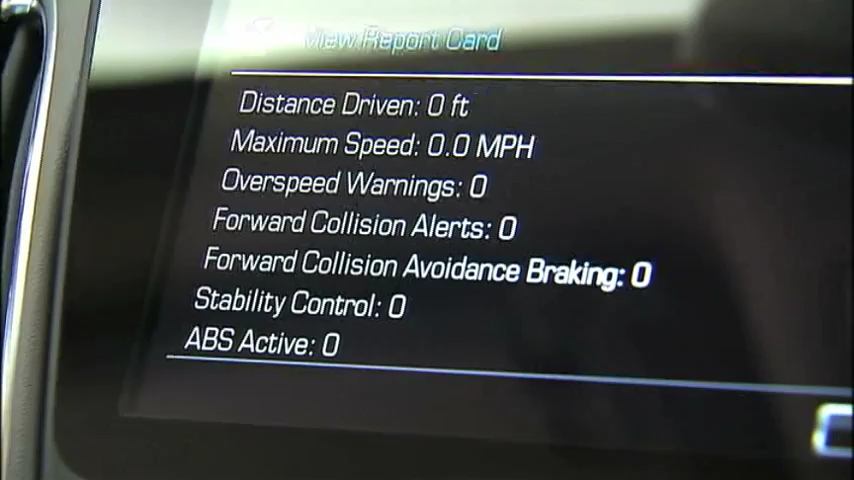 View Report Card
Distance Driven: 0 ft
Maximum Speed: 0.0 MPH
Overspeed Warnings: 0
Forward Collision Alerts: 0
Forward Collision Avoidance Braking: 0
Stability Control: 0
ABS Active: 0